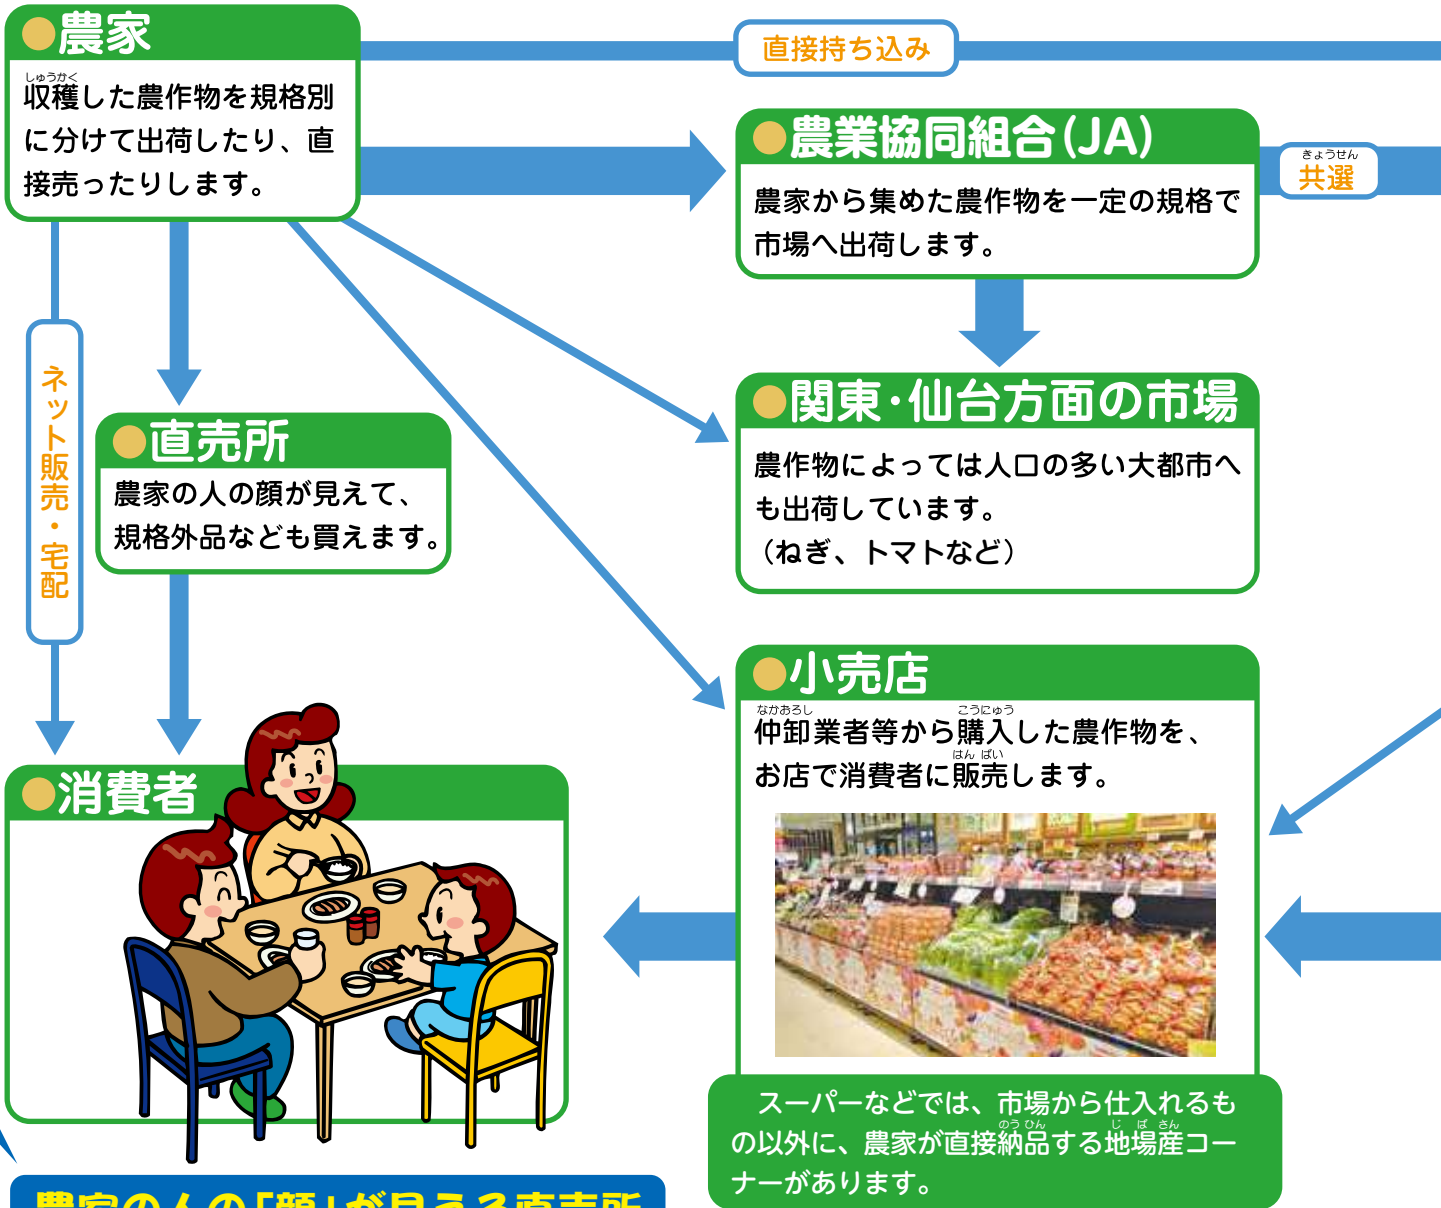 ●農家
しゅうかく
収穫した農作物を規格別
に分けて出荷したり、直
接売ったりします。
直接持ち込み
●農業協同組合(JA)
農家から集めた農作物を一定の規格で
市場へ出荷します。
きょうせん
共選
ネット販売・宅配
●直売所
農家の人の顔が見えて、
規格外品なども買えます。
●関東・仙台方面の市場
農作物によっては人口の多い大都市へ
も出荷しています。
（ねぎ、トマトなど）
●小売店
なかおろし こうにゅう
仲卸業者等から購入した農作物を、
はん ばい
お店で消費者に販売します。
●消費者
スーパーなどでは、市場から仕入れるも
のうひん じ ば さん
の以外に、農家が直接納品する地場産コー
ナーがあります。
農家の人の「顔」が見える直売所